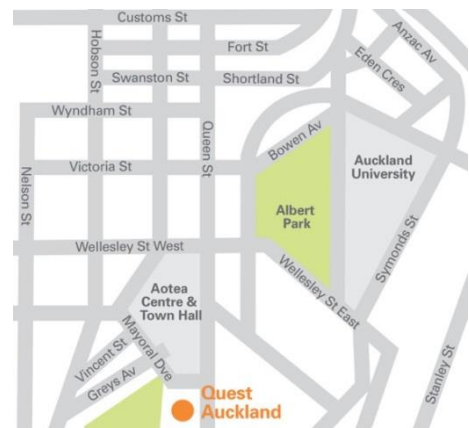 Customs St
Anzac Av
Hobson St
Fort St
Eden Cres
Swanston St
Shortland St
Wyndham St
Queen St
Bowen Av
Nelson St
Victoria St
Auckland
University
Albert
Park
Symonds St
Wellesley St West
Wellesley St East
Aotea
Centre &
Town Hall
Mayoral Dve
Vincent St
Stanley St
Greys Av
Quest
Auckland